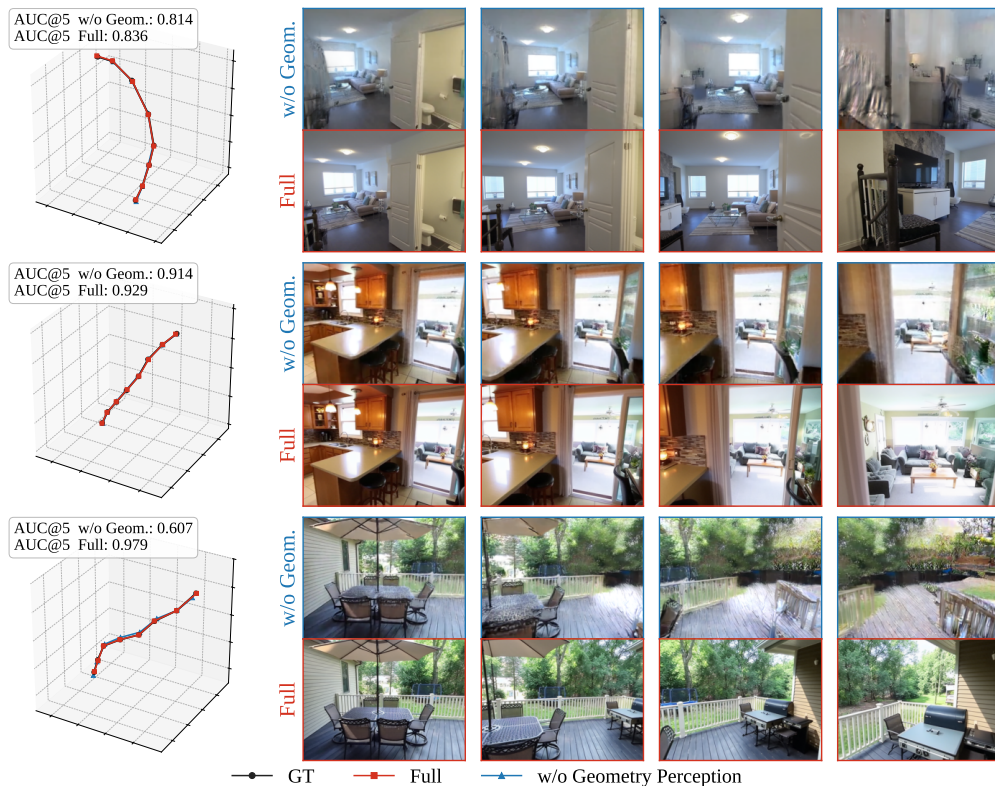 AUC@5 w/o Geom.: 0.814
AUC@5 Full: 0.836
w/o Geom.
Full
AUC@5 w/o Geom.: 0.914
AUC@5 Full: 0.929
w/o Geom.
Full
AUC@5 w/o Geom.: 0.607
AUC@5 Full: 0.979
w/o Geom.
Full
GT
Full
w/o Geometry Perception